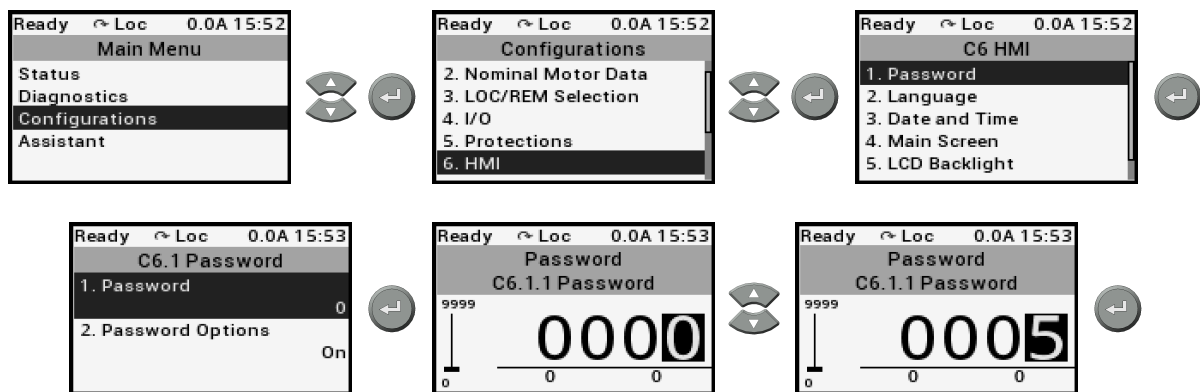 Ready Loc 0.0A 15:52
Main Menu
Status
Diagnostics
Configurations
Assistant
Ready Loc 0.0A 15:52
Configurations
2. Nominal Motor Data
3. LOC/REM Selection
4. I/O
5. Protections
6. HMI
Ready Loc 0.0A 15:52
C6 HMI
1. Password
2. Language
3. Date and Time
4. Main Screen
5. LCD Backlight
Ready Loc 0.0A 15:53
C6.1 Password
1. Password
0
2. Password Options
On
Ready Loc 0.0A 15:53
Password
C6.1.1 Password
9999
0000
0
0 0
Ready Loc 0.0A 15:53
Password
C6.1.1 Password
9999
0005
0
0 0